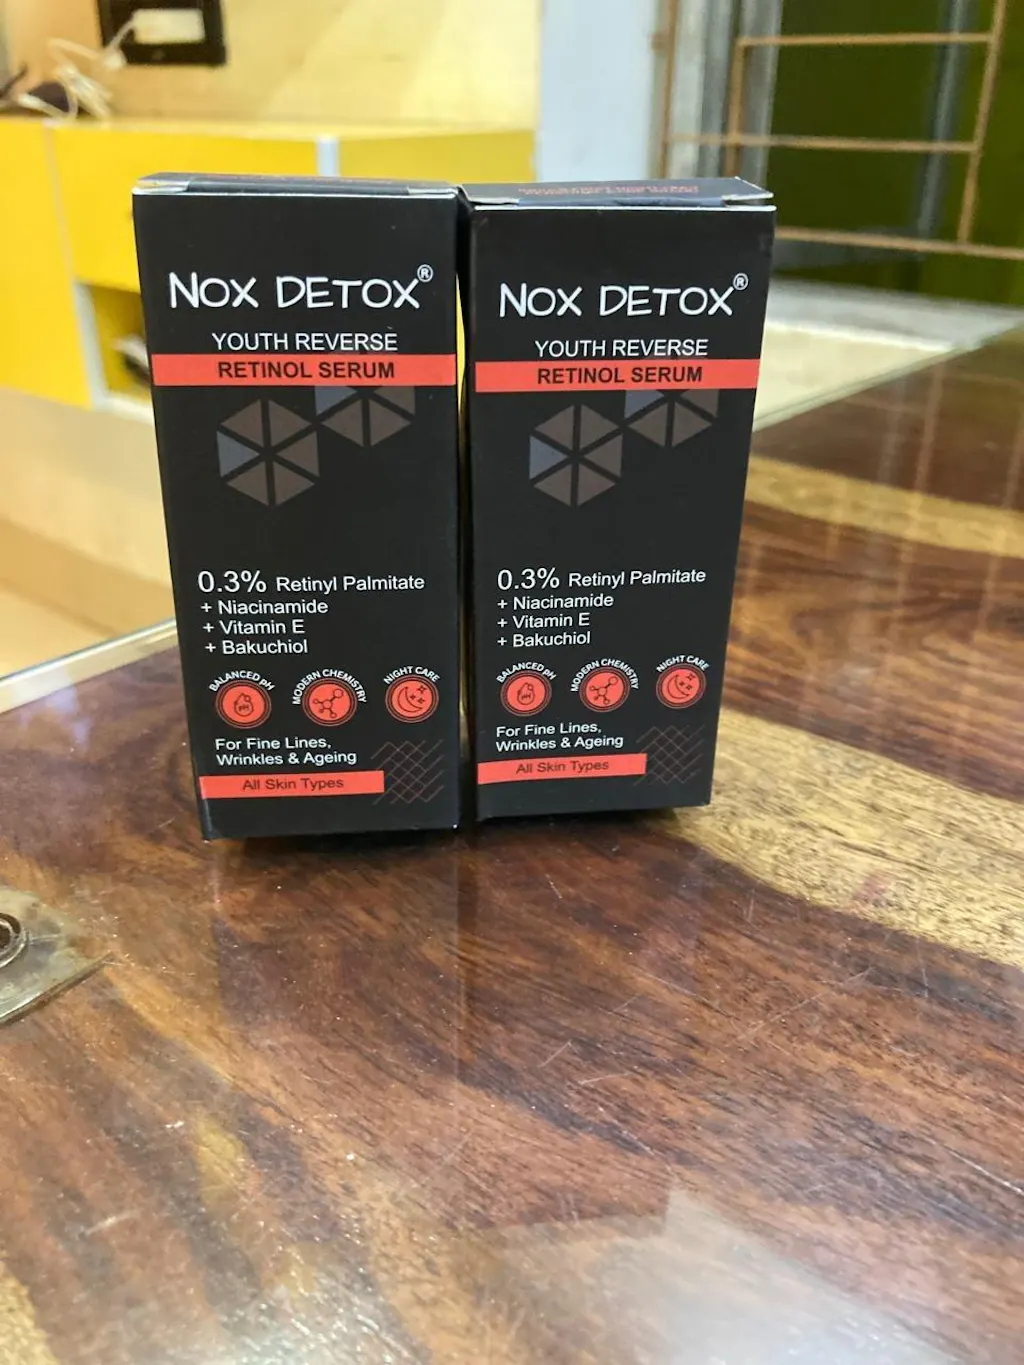 NOX DETOX®
YOUTH REVERSE
RETINOL SERUM
0.3% Retinyl Palmitate
+ Niacinamide
+ Vitamin E
+ Bakuchiol
BALANCED pH
MODERN CHEMISTRY
NIGHT CARE
pH
For Fine Lines,
Wrinkles & Ageing
All Skin Types
NOX DETOX®
YOUTH REVERSE
RETINOL SERUM
0.3% Retinyl Palmitate
+ Niacinamide
+ Vitamin E
+ Bakuchiol
BALANCED pH
MODERN CHEMISTRY
NIGHT CARE
pH
For Fine Lines,
Wrinkles & Ageing
All Skin Types